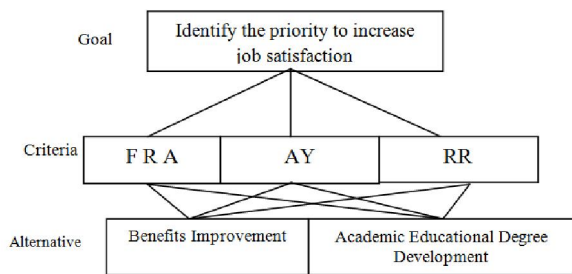 Goal
Identify the priority to increase
job satisfaction
Criteria
F R A
AY
RR
Alternative
Benefits Improvement
Academic Educational Degree
Development